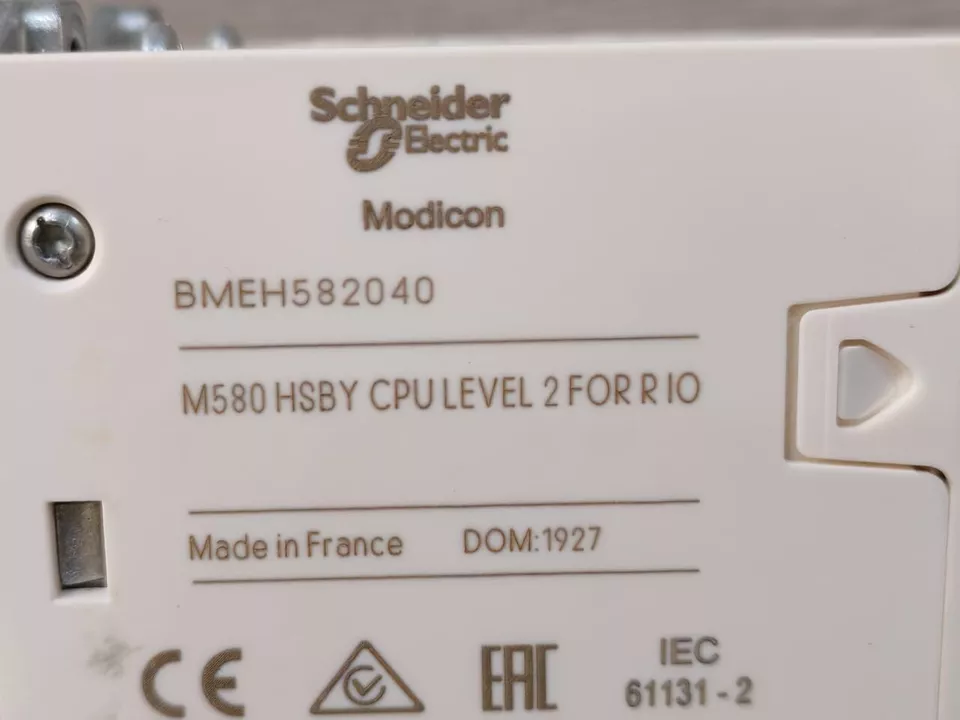 Schneider
Electric
Modicon
BMEH582040
M580 HSBY CPU LEVEL 2 FOR R IO
Made in France DOM:1927
CE EAC IEC
61131-2